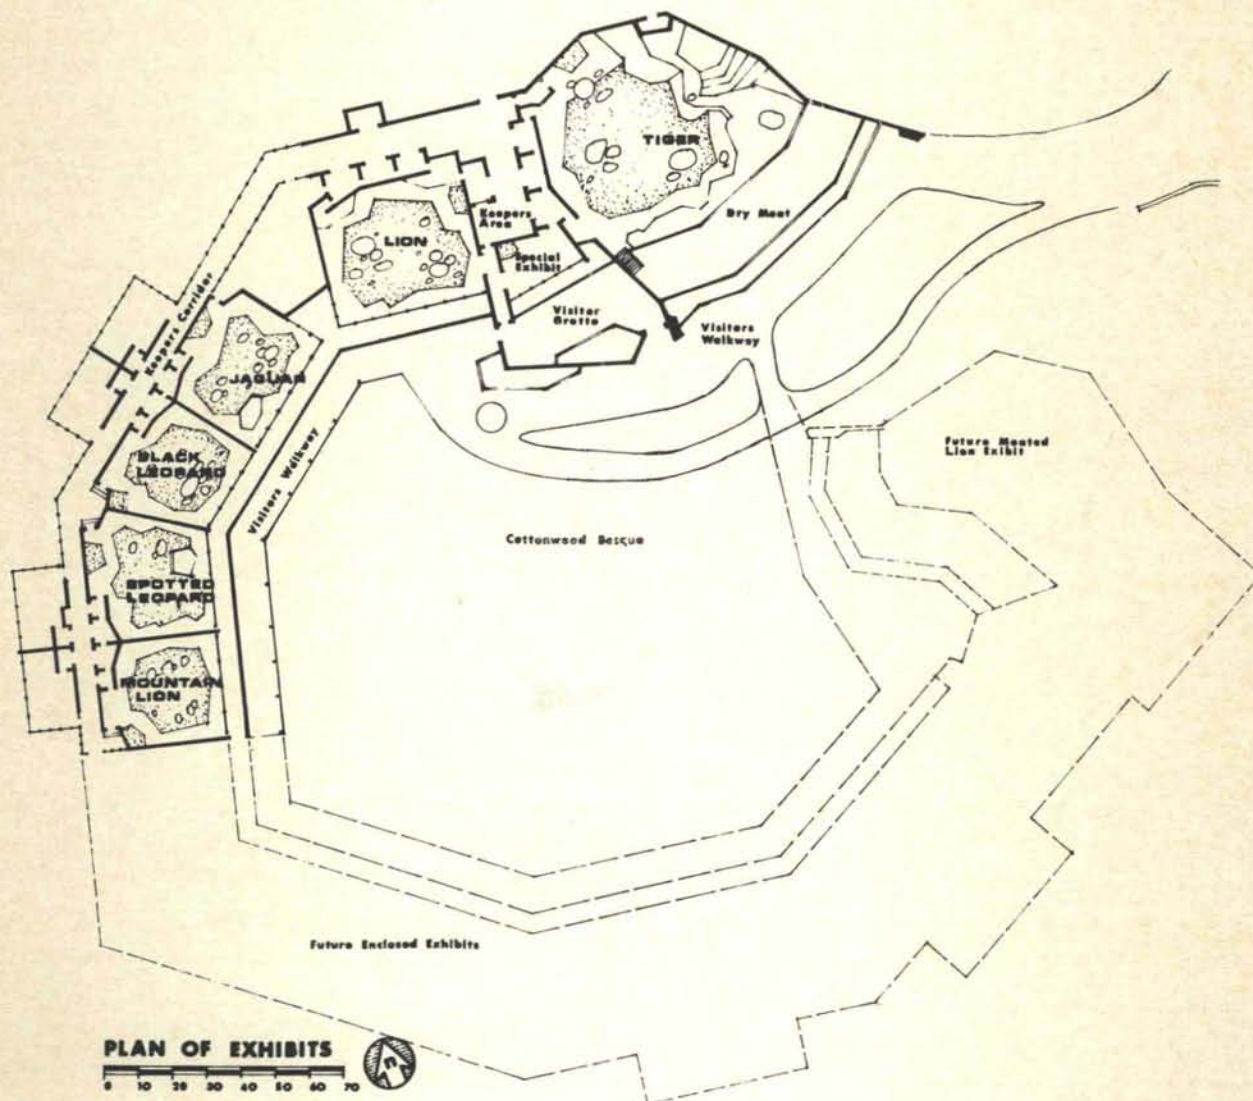 TIGER
LION
Keepers
Area
Dry Moat
Special
Exhibit
Keepers Corridor
Visitor
Grotto
Visitors
Walkway
JAGUAR
BLACK
LEOPARD
Visitors Walkway
Future Moated
Lion Exibit
Cottonwood Bosque
SPOTTED
LEOPARD
MOUNTAIN
LION
Future Enclosed Exhibits
PLAN OF EXHIBITS
n
0 10 20 30 40 50 60 70